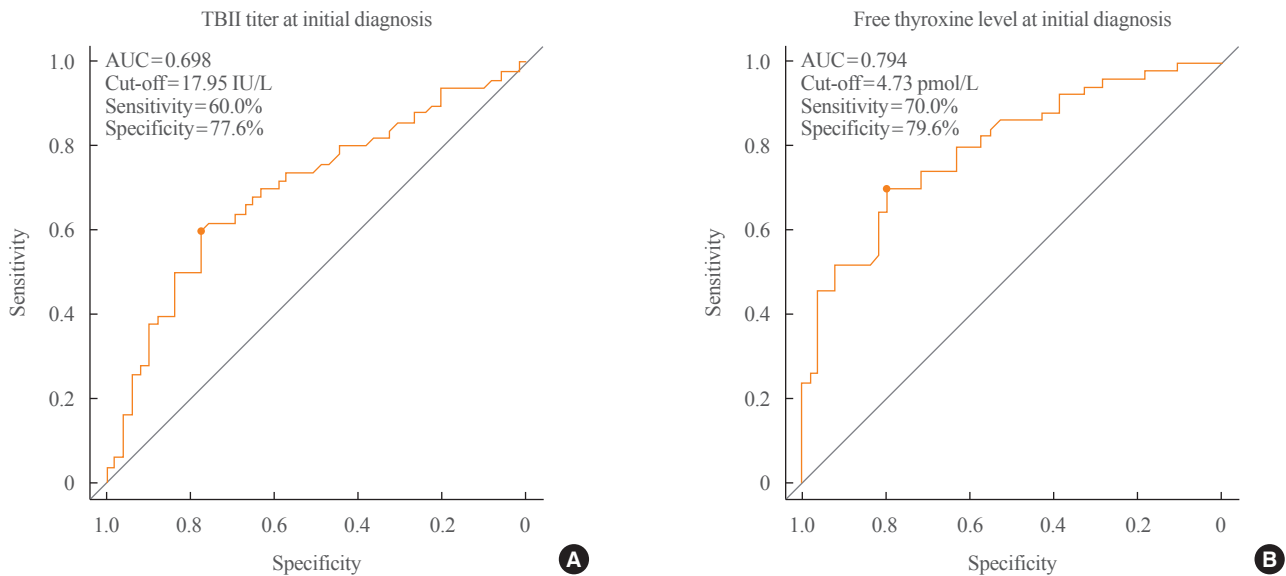 TBII titer at initial diagnosis
AUC=0.698
Cut-off=17.95 IU/L
Sensitivity=60.0%
Specificity=77.6%
1.0
0.8
0.6
0.4
0.2
0
Sensitivity
1.0 0.8 0.6 0.4 0.2 0
Specificity
A
Free thyroxine level at initial diagnosis
AUC=0.794
Cut-off=4.73 pmol/L
Sensitivity=70.0%
Specificity=79.6%
1.0
0.8
0.6
0.4
0.2
0
Sensitivity
1.0 0.8 0.6 0.4 0.2 0
Specificity
B